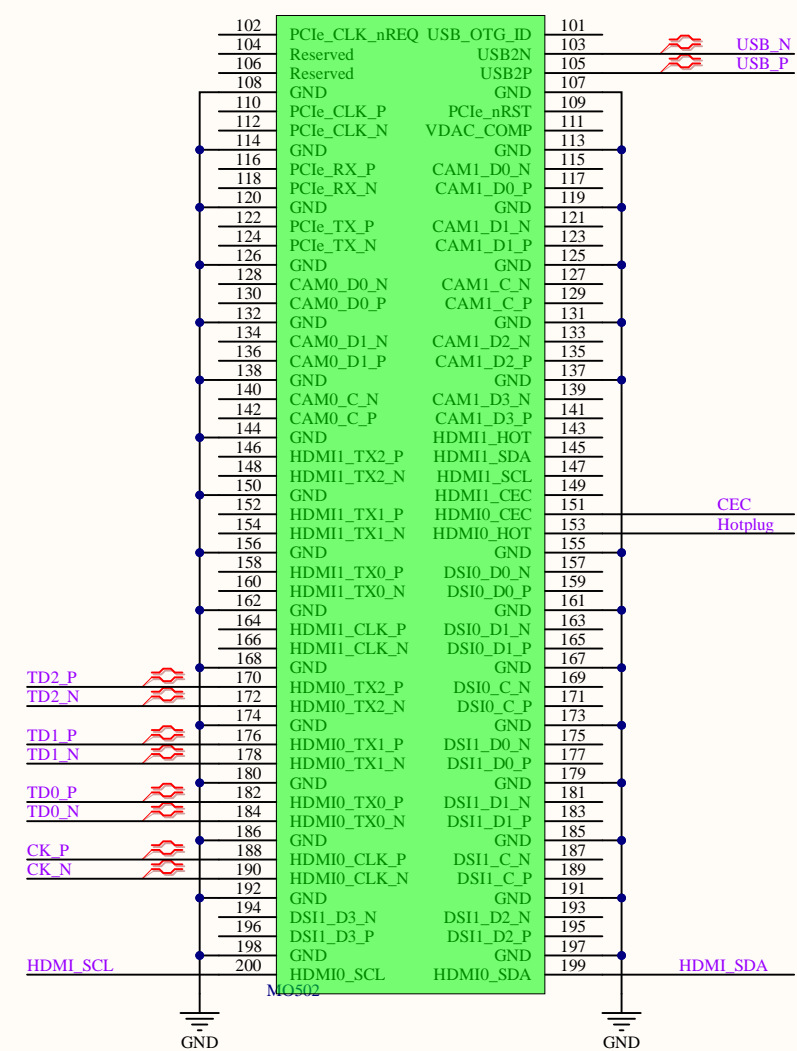 102 PCIe_CLK_nREQ USB_OTG_ID 101
104 Reserved USB2N 103 USB_N
106 Reserved USB2P 105 USB_P
108 GND GND 107
110 PCIe_CLK_P PCIe_nRST 109
112 PCIe_CLK_N VDAC_COMP 111
114 GND GND 113
116 PCIe_RX_P CAM1_D0_N 115
118 PCIe_RX_N CAM1_D0_P 117
120 GND GND 119
122 PCIe_TX_P CAM1_D1_N 121
124 PCIe_TX_N CAM1_D1_P 123
126 GND GND 125
128 CAM0_D0_N CAM1_C_N 127
130 CAM0_D0_P CAM1_C_P 129
132 GND GND 131
134 CAM0_D1_N CAM1_D2_N 133
136 CAM0_D1_P CAM1_D2_P 135
138 GND GND 137
140 CAM0_C_N CAM1_D3_N 139
142 CAM0_C_P CAM1_D3_P 141
144 GND HDMI1_HOT 143
146 HDMI1_TX2_P HDMI1_SDA 145
148 HDMI1_TX2_N HDMI1_SCL 147
150 GND HDMI1_CEC 149
152 HDMI1_TX1_P HDMI0_CEC 151 CEC
154 HDMI1_TX1_N HDMI0_HOT 153 Hotplug
156 GND GND 155
158 HDMI1_TX0_P DSI0_D0_N 157
160 HDMI1_TX0_N DSI0_D0_P 159
162 GND GND 161
164 HDMI1_CLK_P DSI0_D1_N 163
166 HDMI1_CLK_N DSI0_D1_P 165
168 GND GND 167
TD2_P 170 HDMI0_TX2_P DSI0_C_N 169
TD2_N 172 HDMI0_TX2_N DSI0_C_P 171
174 GND GND 173
TD1_P 176 HDMI0_TX1_P DSI1_D0_N 175
TD1_N 178 HDMI0_TX1_N DSI1_D0_P 177
180 GND GND 179
TD0_P 182 HDMI0_TX0_P DSI1_D1_N 181
TD0_N 184 HDMI0_TX0_N DSI1_D1_P 183
186 GND GND 185
CK_P 188 HDMI0_CLK_P DSI1_C_N 187
CK_N 190 HDMI0_CLK_N DSI1_C_P 189
192 GND GND 191
194 DSI1_D3_N DSI1_D2_N 193
196 DSI1_D3_P DSI1_D2_P 195
198 GND GND 197
HDMI_SCL 200 HDMI0_SCL HDMI0_SDA 199 HDMI_SDA
MO502
GND GND